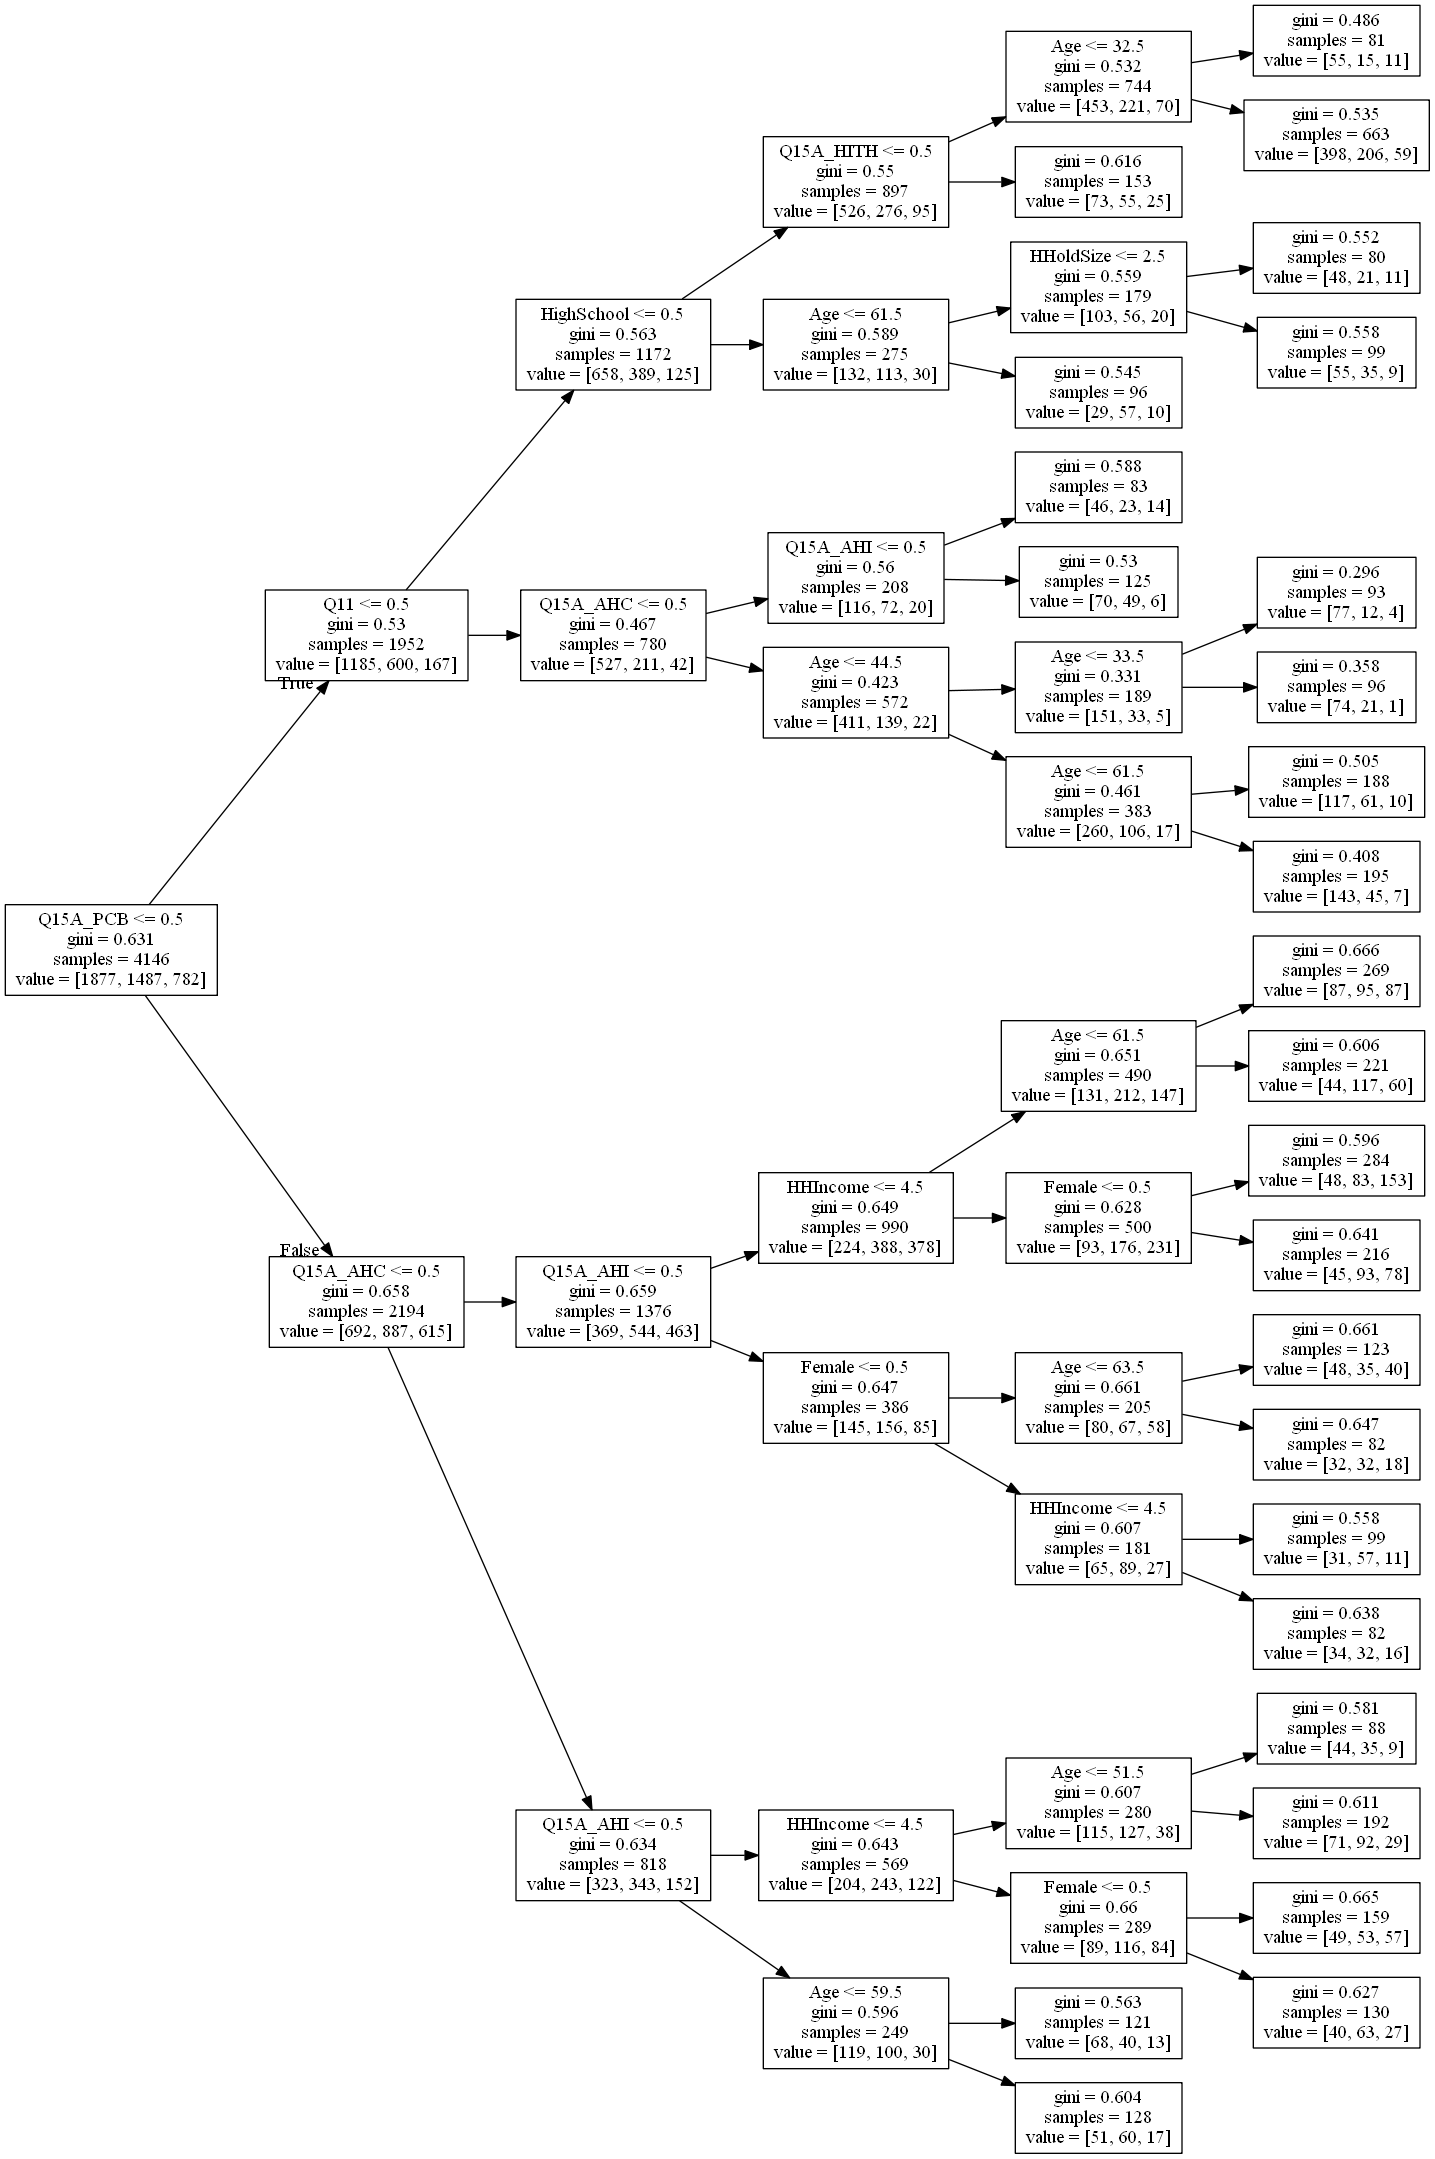 Q15A_PCB <= 0.5
gini = 0.631
samples = 4146
value = [1877, 1487, 782]
True
Q11 <= 0.5
gini = 0.53
samples = 1952
value = [1185, 600, 167]
HighSchool <= 0.5
gini = 0.563
samples = 1172
value = [658, 389, 125]
Q15A_HITH <= 0.5
gini = 0.55
samples = 897
value = [526, 276, 95]
Age <= 32.5
gini = 0.532
samples = 744
value = [453, 221, 70]
gini = 0.486
samples = 81
value = [55, 15, 11]
gini = 0.535
samples = 663
value = [398, 206, 59]
gini = 0.616
samples = 153
value = [73, 55, 25]
Age <= 61.5
gini = 0.589
samples = 275
value = [132, 113, 30]
HHoldSize <= 2.5
gini = 0.559
samples = 179
value = [103, 56, 20]
gini = 0.552
samples = 80
value = [48, 21, 11]
gini = 0.558
samples = 99
value = [55, 35, 9]
gini = 0.545
samples = 96
value = [29, 57, 10]
Q15A_AHC <= 0.5
gini = 0.467
samples = 780
value = [527, 211, 42]
Q15A_AHI <= 0.5
gini = 0.56
samples = 208
value = [116, 72, 20]
gini = 0.588
samples = 83
value = [46, 23, 14]
gini = 0.53
samples = 125
value = [70, 49, 6]
Age <= 44.5
gini = 0.423
samples = 572
value = [411, 139, 22]
Age <= 33.5
gini = 0.331
samples = 189
value = [151, 33, 5]
gini = 0.296
samples = 93
value = [77, 12, 4]
gini = 0.358
samples = 96
value = [74, 21, 1]
Age <= 61.5
gini = 0.461
samples = 383
value = [260, 106, 17]
gini = 0.505
samples = 188
value = [117, 61, 10]
gini = 0.408
samples = 195
value = [143, 45, 7]
False
Q15A_AHC <= 0.5
gini = 0.658
samples = 2194
value = [692, 887, 615]
Q15A_AHI <= 0.5
gini = 0.659
samples = 1376
value = [369, 544, 463]
HHIncome <= 4.5
gini = 0.649
samples = 990
value = [224, 388, 378]
Age <= 61.5
gini = 0.651
samples = 490
value = [131, 212, 147]
gini = 0.666
samples = 269
value = [87, 95, 87]
gini = 0.606
samples = 221
value = [44, 117, 60]
Female <= 0.5
gini = 0.628
samples = 500
value = [93, 176, 231]
gini = 0.596
samples = 284
value = [48, 83, 153]
gini = 0.641
samples = 216
value = [45, 93, 78]
Female <= 0.5
gini = 0.647
samples = 386
value = [145, 156, 85]
Age <= 63.5
gini = 0.661
samples = 205
value = [80, 67, 58]
gini = 0.661
samples = 123
value = [48, 35, 40]
gini = 0.647
samples = 82
value = [32, 32, 18]
HHIncome <= 4.5
gini = 0.607
samples = 181
value = [65, 89, 27]
gini = 0.558
samples = 99
value = [31, 57, 11]
gini = 0.638
samples = 82
value = [34, 32, 16]
Q15A_AHI <= 0.5
gini = 0.634
samples = 818
value = [323, 343, 152]
HHIncome <= 4.5
gini = 0.643
samples = 569
value = [204, 243, 122]
Age <= 51.5
gini = 0.607
samples = 280
value = [115, 127, 38]
gini = 0.581
samples = 88
value = [44, 35, 9]
gini = 0.611
samples = 192
value = [71, 92, 29]
Female <= 0.5
gini = 0.66
samples = 289
value = [89, 116, 84]
gini = 0.665
samples = 159
value = [49, 53, 57]
gini = 0.627
samples = 130
value = [40, 63, 27]
Age <= 59.5
gini = 0.596
samples = 249
value = [119, 100, 30]
gini = 0.563
samples = 121
value = [68, 40, 13]
gini = 0.604
samples = 128
value = [51, 60, 17]